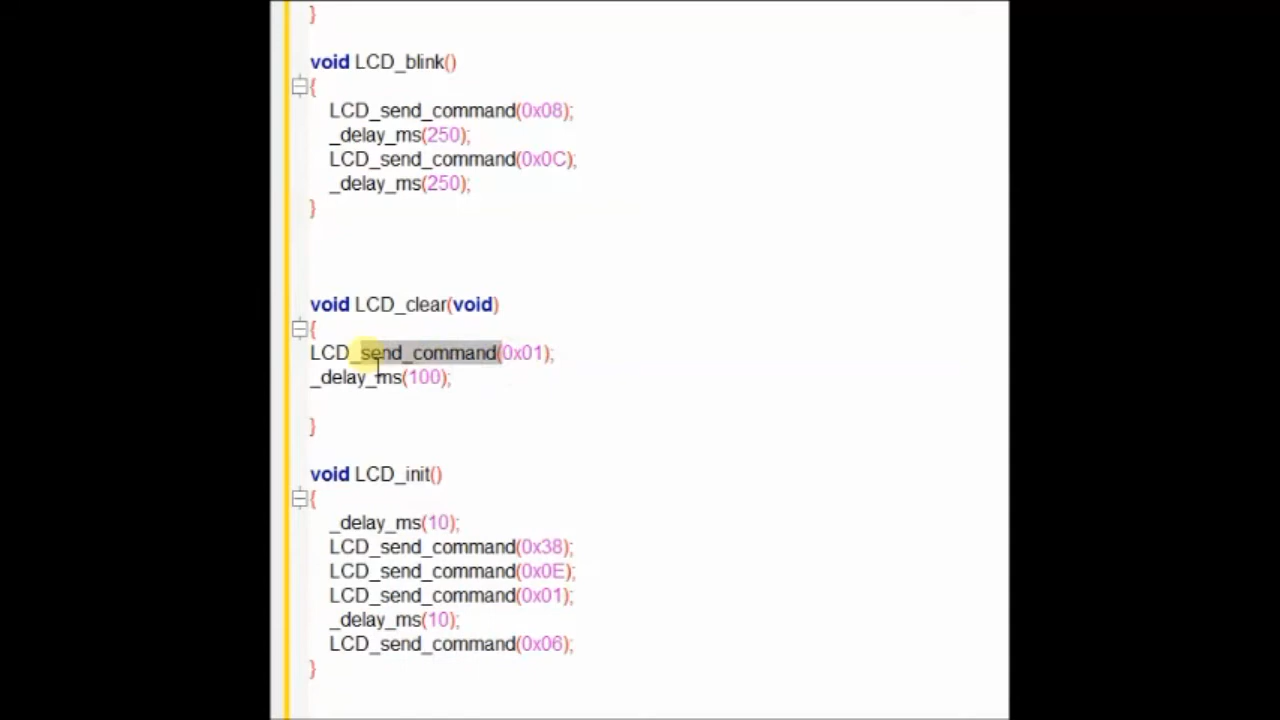 }
void LCD_blink()
{
LCD_send_command(0x08);
_delay_ms(250);
LCD_send_command(0x0C);
_delay_ms(250);
}
void LCD_clear(void)
{
LCD_send_command(0x01);
_delay_ms(100);
}
void LCD_init()
{
_delay_ms(10);
LCD_send_command(0x38);
LCD_send_command(0x0E);
LCD_send_command(0x01);
_delay_ms(10);
LCD_send_command(0x06);
}